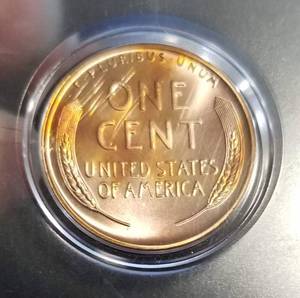 E PLURIBUS UNUM
ONE
CENT
UNITED STATES
OF AMERICA